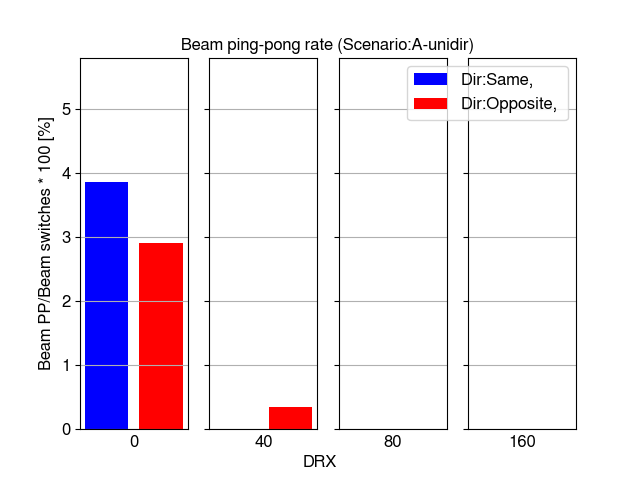 Beam ping-pong rate (Scenario:A-unidir)
Dir:Same,
Dir:Opposite,
Beam PP/Beam switches * 100 [%]
5
4
3
2
1
0
0 40 80 160
DRX